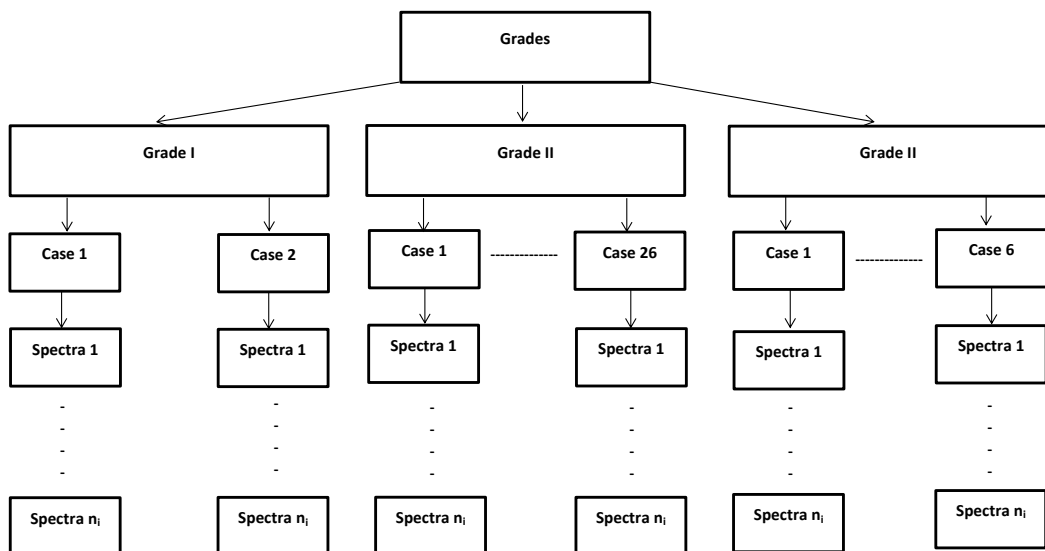 Grades
Grade I Grade II Grade II
Case 1 Case 2 Case 1 -------------- Case 26 Case 1 -------------- Case 6
Spectra 1 Spectra 1 Spectra 1 Spectra 1 Spectra 1 Spectra 1
Spectra nᵢ Spectra nᵢ Spectra nᵢ Spectra nᵢ Spectra nᵢ Spectra nᵢ